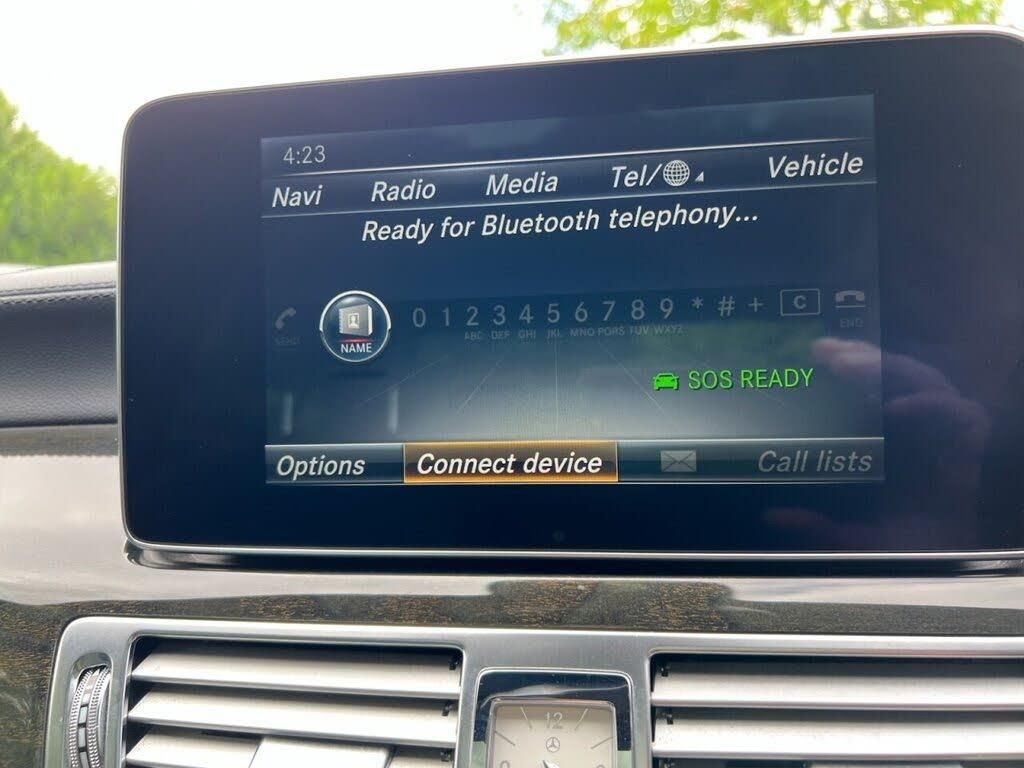 4:23
Navi Radio Media Tel/ Vehicle
Ready for Bluetooth telephony...
SEND NAME 0 1 2 3 4 5 6 7 8 9 * # + C END
ABC DEF GHI JKL MNO PQRS TUV WXYZ
SOS READY
Options Connect device Call lists
12